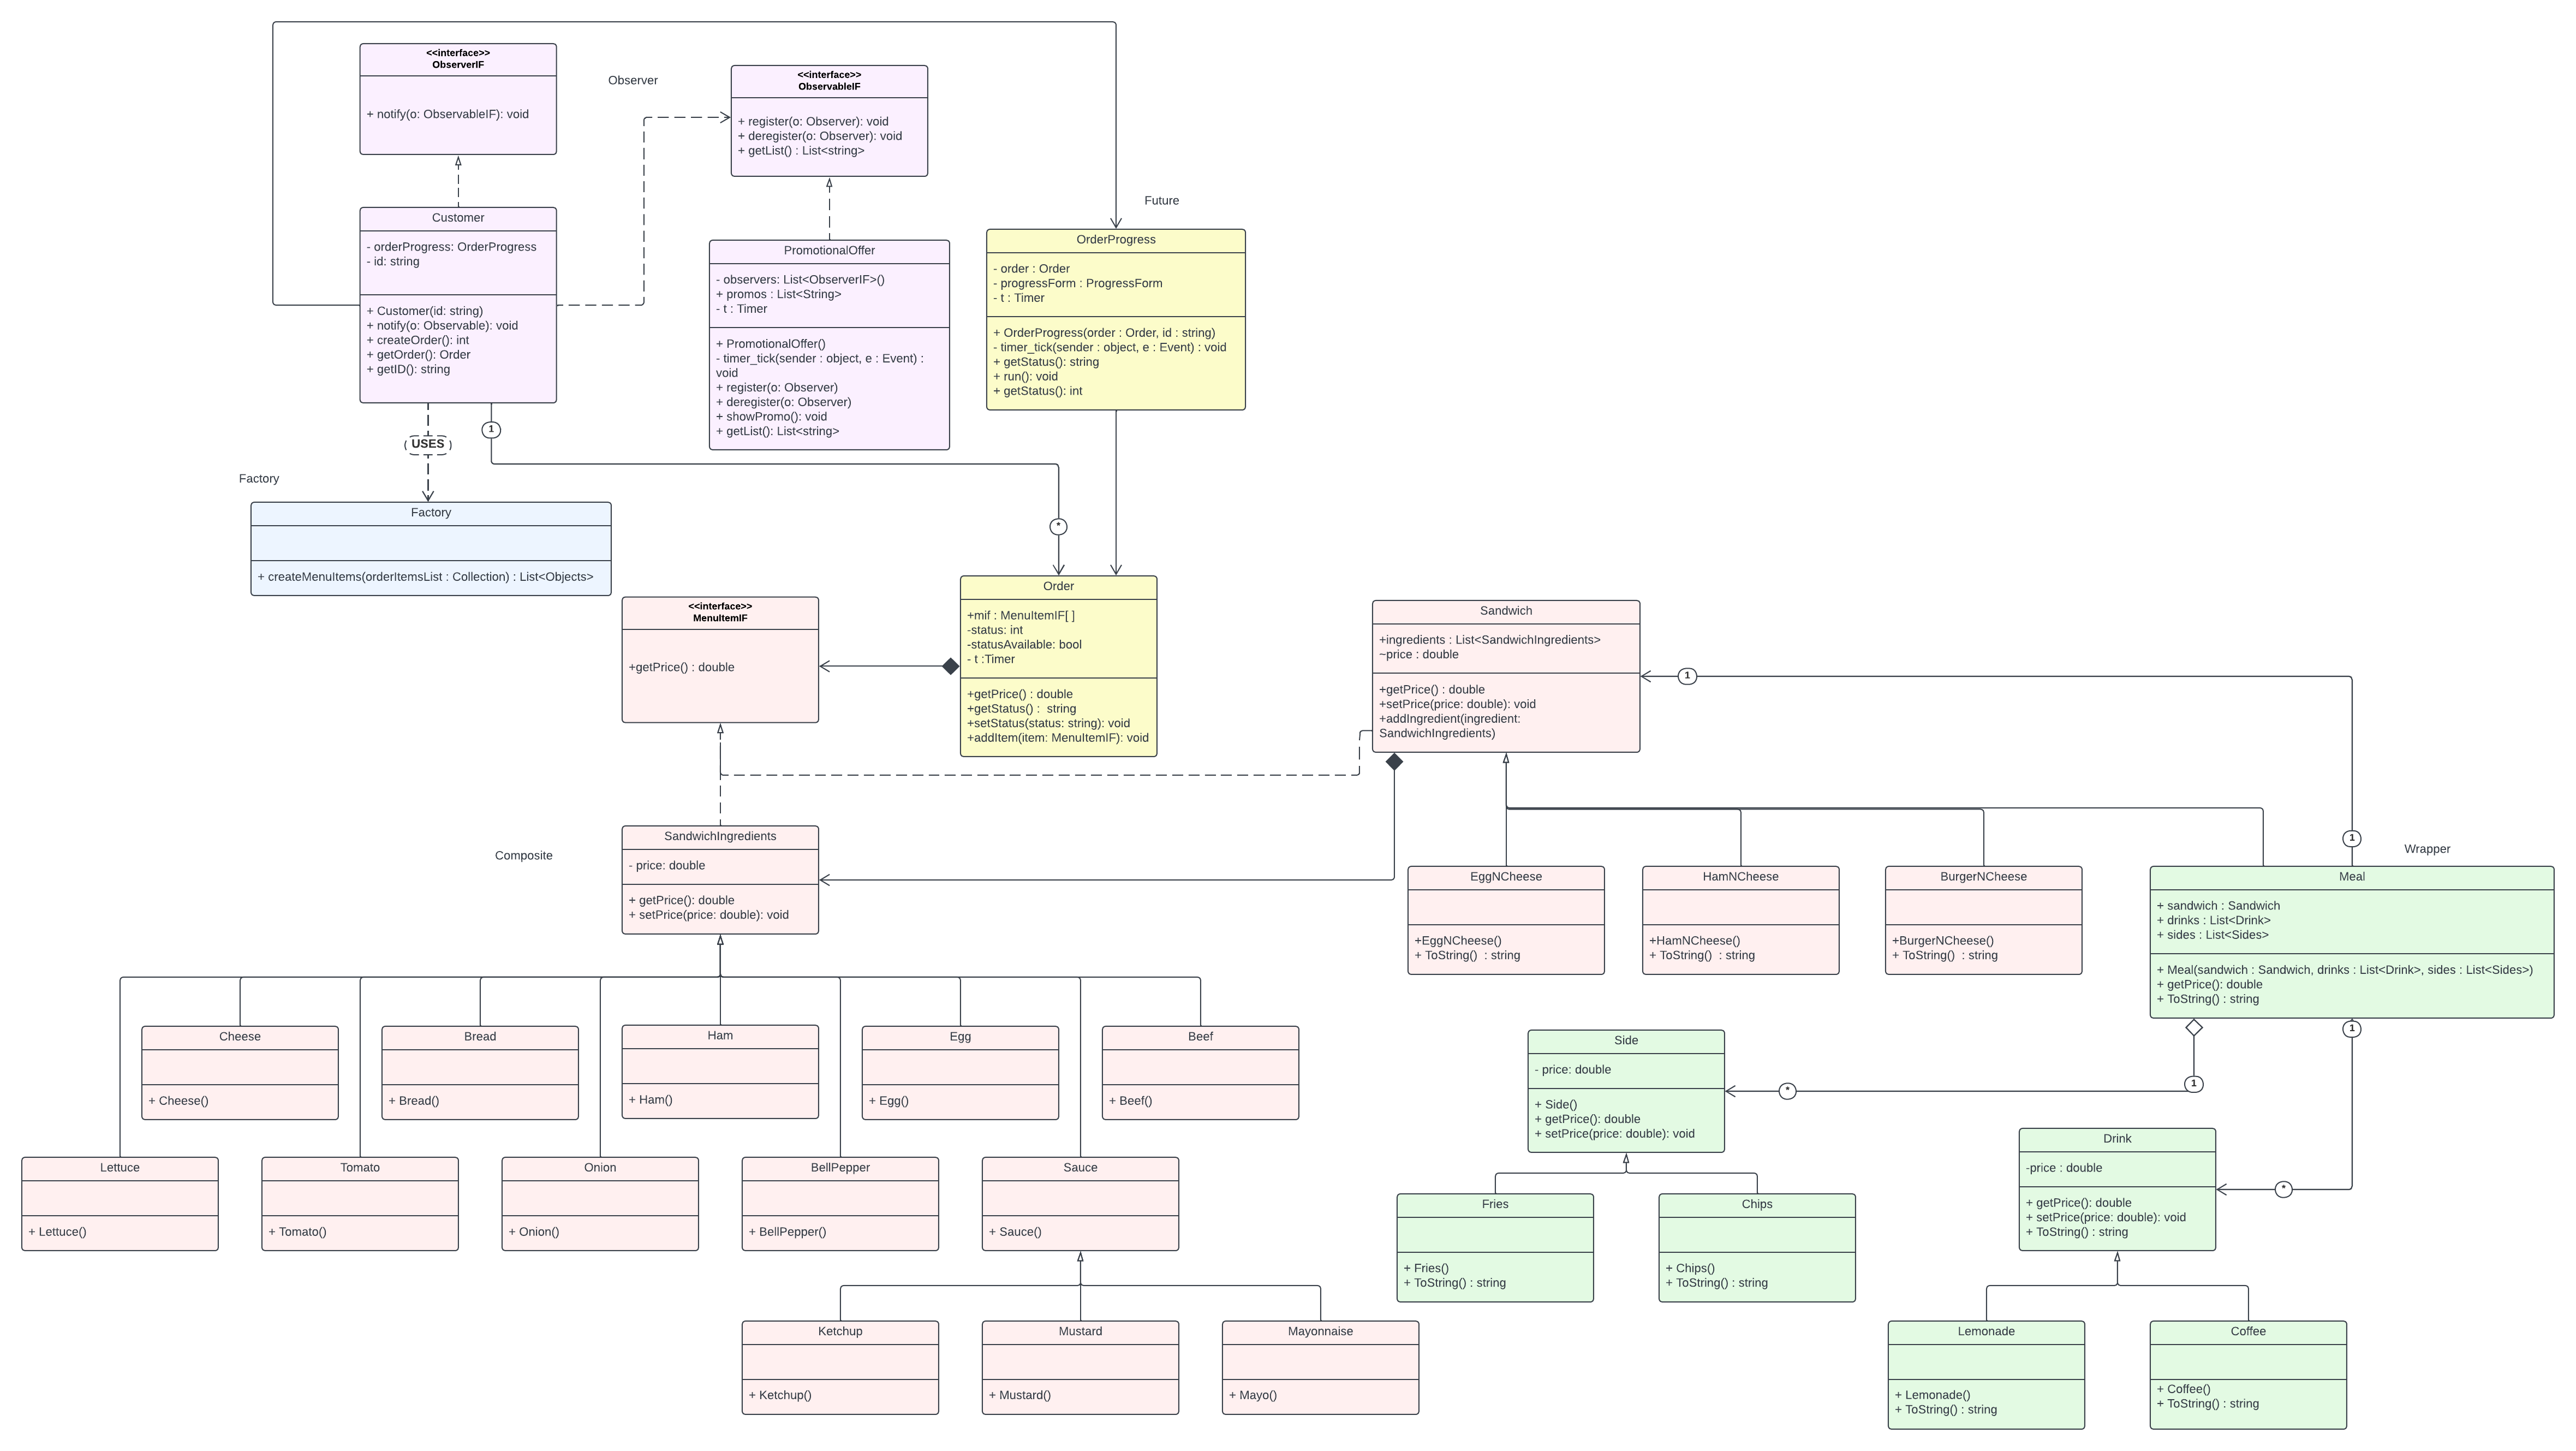 <<interface>>
ObserverIF
+ notify(o: ObservableIF): void
Observer
<<interface>>
ObservableIF
+ register(o: Observer): void
+ deregister(o: Observer): void
+ getList() : List<string>
Future
Customer
- orderProgress: OrderProgress
- id: string
+ Customer(id: string)
+ notify(o: Observable): void
+ createOrder(): int
+ getOrder(): Order
+ getID(): string
PromotionalOffer
- observers: List<ObserverIF>()
+ promos : List<String>
- t : Timer
+ PromotionalOffer()
- timer_tick(sender : object, e : Event) :
void
+ register(o: Observer)
+ deregister(o: Observer)
+ showPromo(): void
+ getList(): List<string>
OrderProgress
- order : Order
- progressForm : ProgressForm
- t : Timer
+ OrderProgress(order : Order, id : string)
- timer_tick(sender : object, e : Event) : void
+ getStatus(): string
+ run(): void
+ getStatus(): int
USES
1
*
Factory
Factory
+ createMenuItems(orderItemsList : Collection) : List<Objects>
<<interface>>
MenuItemIF
+getPrice() : double
Order
+mif : MenuItemIF[ ]
-status: int
-statusAvailable: bool
- t :Timer
+getPrice() : double
+getStatus() :  string
+setStatus(status: string): void
+addItem(item: MenuItemIF): void
Sandwich
+ingredients : List<SandwichIngredients>
~price : double
+getPrice() : double
+setPrice(price: double): void
+addIngredient(ingredient:
SandwichIngredients)
1
1
Wrapper
Composite
SandwichIngredients
- price: double
+ getPrice(): double
+ setPrice(price: double): void
EggNCheese
+EggNCheese()
+ ToString()  : string
HamNCheese
+HamNCheese()
+ ToString()  : string
BurgerNCheese
+BurgerNCheese()
+ ToString()  : string
Meal
+ sandwich : Sandwich
+ drinks : List<Drink>
+ sides : List<Sides>
+ Meal(sandwich : Sandwich, drinks : List<Drink>, sides : List<Sides>)
+ getPrice(): double
+ ToString() : string
Cheese
+ Cheese()
Bread
+ Bread()
Ham
+ Ham()
Egg
+ Egg()
Beef
+ Beef()
Side
- price: double
+ Side()
+ getPrice(): double
+ setPrice(price: double): void
*
1
1
Lettuce
+ Lettuce()
Tomato
+ Tomato()
Onion
+ Onion()
BellPepper
+ BellPepper()
Sauce
+ Sauce()
Drink
-price : double
+ getPrice(): double
+ setPrice(price: double): void
+ ToString() : string
*
Fries
+ Fries()
+ ToString() : string
Chips
+ Chips()
+ ToString() : string
Ketchup
+ Ketchup()
Mustard
+ Mustard()
Mayonnaise
+ Mayo()
Lemonade
+ Lemonade()
+ ToString() : string
Coffee
+ Coffee()
+ ToString() : string